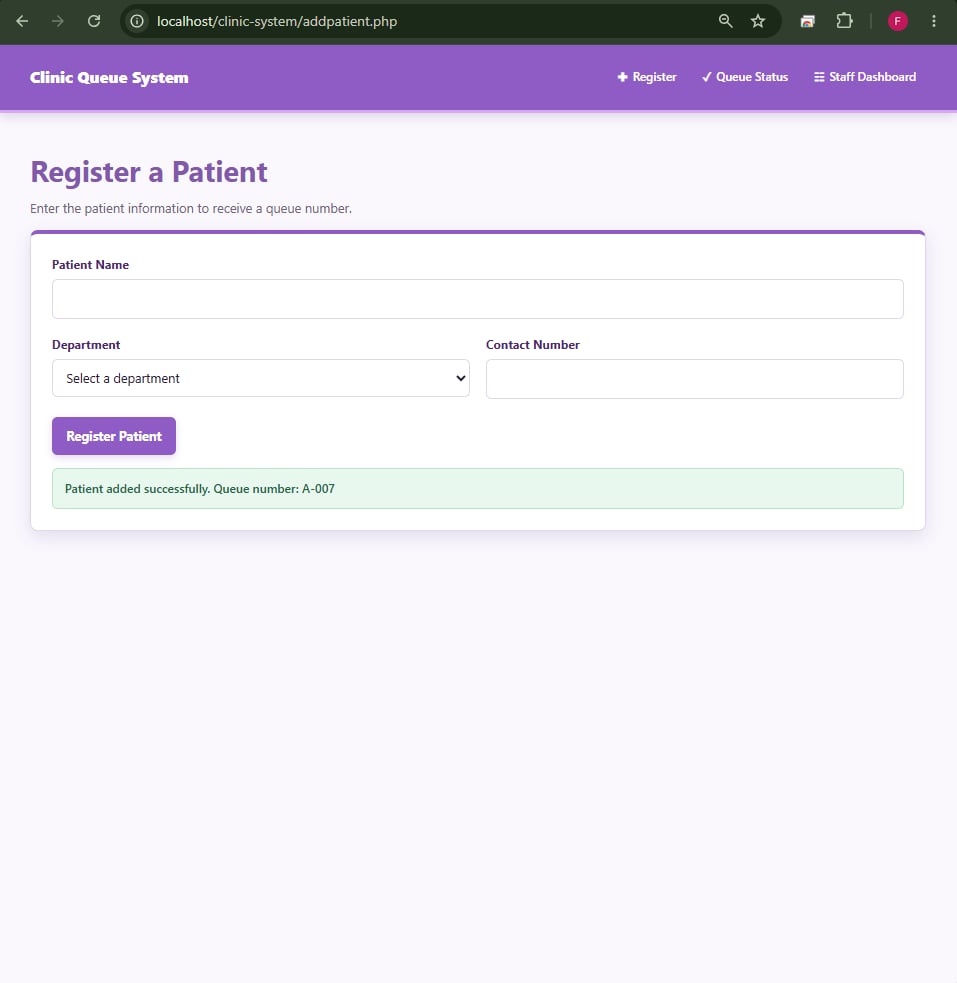 localhost/clinic-system/addpatient.php
F
Clinic Queue System
Register
Queue Status
Staff Dashboard
Register a Patient
Enter the patient information to receive a queue number.
Patient Name
Department
Contact Number
Select a department
Register Patient
Patient added successfully. Queue number: A-007